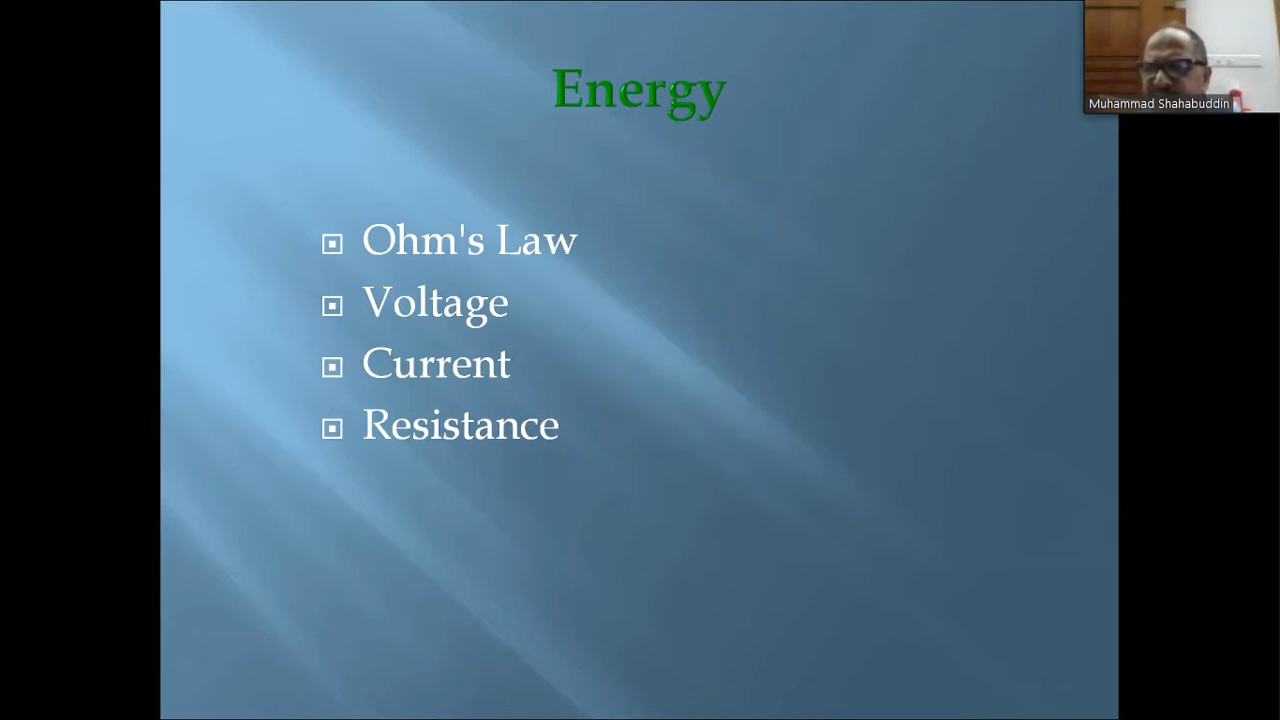 Energy
Muhammad Shahabuddin
Ohm's Law
Voltage
Current
Resistance